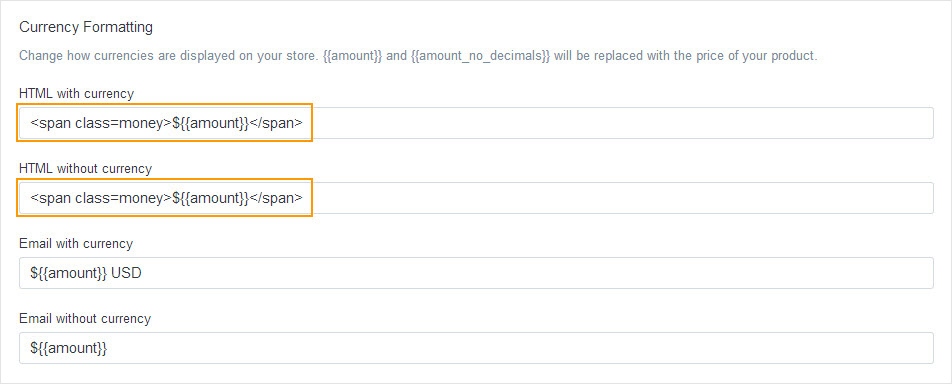 Currency Formatting
Change how currencies are displayed on your store. {{amount}} and {{amount_no_decimals}} will be replaced with the price of your product.
HTML with currency
<span class=money>${{amount}}</span>
HTML without currency
<span class=money>${{amount}}</span>
Email with currency
${{amount}} USD
Email without currency
${{amount}}